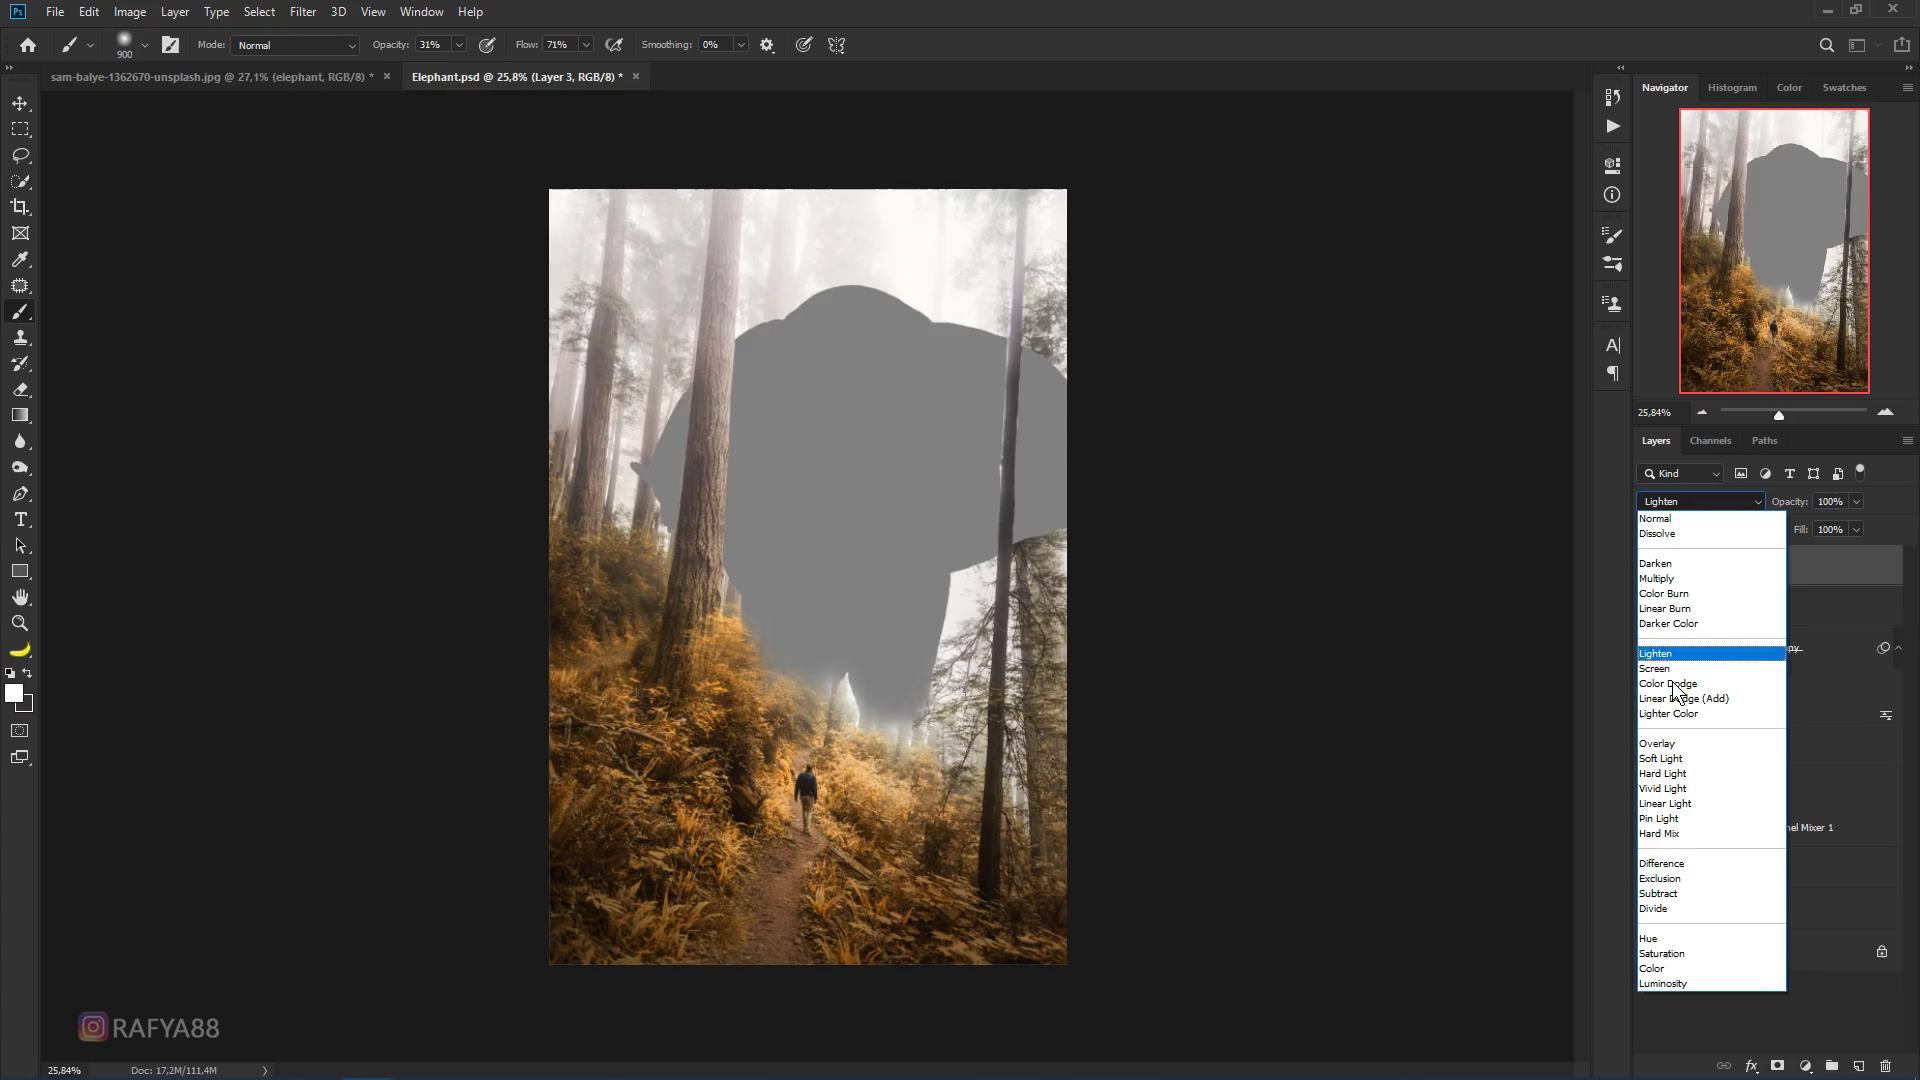 Ps File Edit Image Layer Type Select Filter 3D View Window Help
900 Mode: Normal Opacity: 31% Flow: 71% Smoothing: 0%
sam-balye-1362670-unsplash.jpg @ 27,1% (elephant, RGB/8) * × Elephant.psd @ 25,8% (Layer 3, RGB/8) * ×
Navigator Histogram Color Swatches
25,84%
Layers Channels Paths
Kind
Lighten Opacity: 100%
Fill: 100%
Normal
Dissolve
Darken
Multiply
Color Burn
Linear Burn
Darker Color
Lighten
Screen
Color Dodge
Linear Dodge (Add)
Lighter Color
Overlay
Soft Light
Hard Light
Vivid Light
Linear Light
Pin Light
Hard Mix
nel Mixer 1
Difference
Exclusion
Subtract
Divide
Hue
Saturation
Color
Luminosity
RAFYA88
25,84% Doc: 17,2M/111,4M
fx